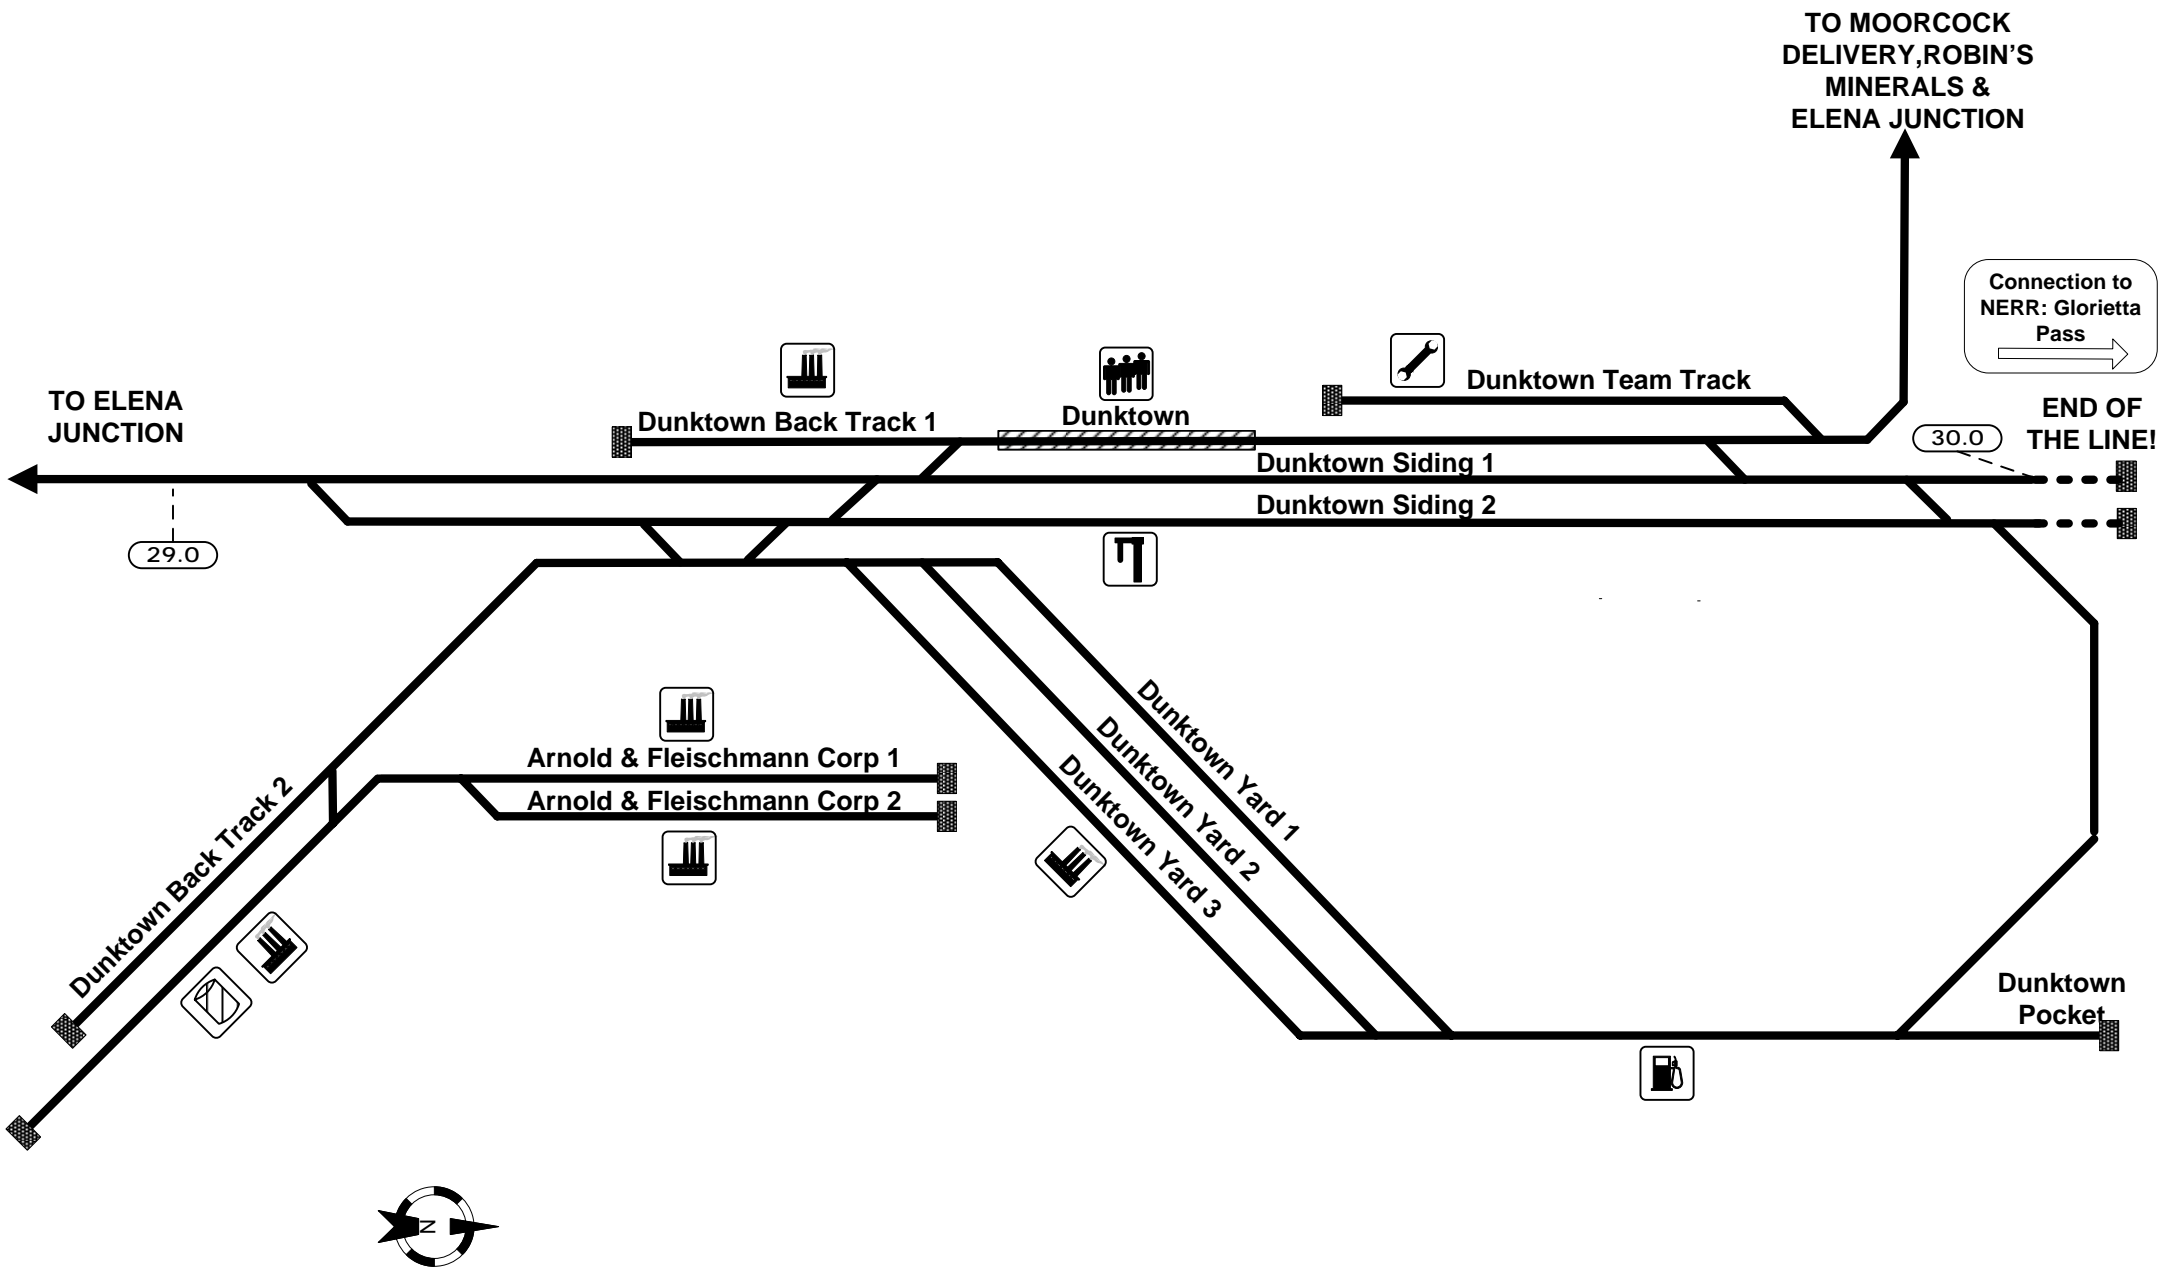 TO MOORCOCK
DELIVERY,ROBIN'S
MINERALS &
ELENA JUNCTION
Connection to
NERR: Glorietta
Pass
TO ELENA
JUNCTION
Dunktown Back Track 1
Dunktown
Dunktown Team Track
END OF
THE LINE!
30.0
Dunktown Siding 1
Dunktown Siding 2
29.0
Arnold & Fleischmann Corp 1
Arnold & Fleischmann Corp 2
Dunktown Back Track 2
Dunktown Yard 1
Dunktown Yard 2
Dunktown Yard 3
Dunktown
Pocket
N